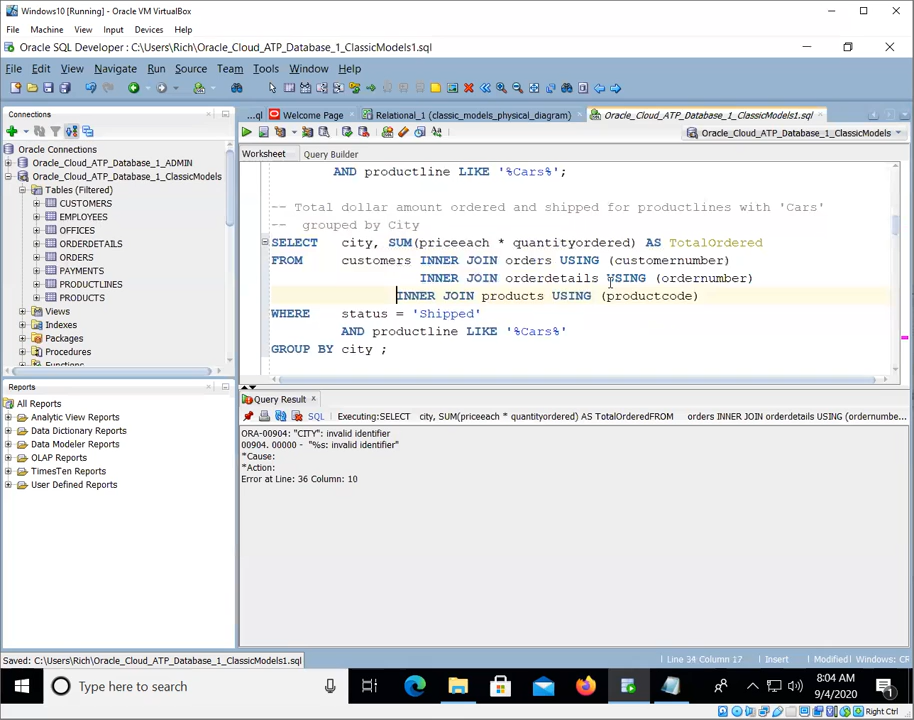 Windows10 [Running] - Oracle VM VirtualBox
File Machine View Input Devices Help
Oracle SQL Developer : C:\Users\Rich\Oracle_Cloud_ATP_Database_1_ClassicModels1.sql
File Edit View Navigate Run Source Team Tools Window Help
Connections
...ql Welcome Page Relational_1 (classic_models_physical_diagram) Oracle_Cloud_ATP_Database_1_ClassicModels1.sql
Oracle_Cloud_ATP_Database_1_ClassicModels
Oracle Connections
Oracle_Cloud_ATP_Database_1_ADMIN
Oracle_Cloud_ATP_Database_1_ClassicModels
Tables (Filtered)
CUSTOMERS
EMPLOYEES
OFFICES
ORDERDETAILS
ORDERS
PAYMENTS
PRODUCTLINES
PRODUCTS
Views
Indexes
Packages
Procedures
Functions
Worksheet Query Builder
AND productline LIKE '%Cars%';
-- Total dollar amount ordered and shipped for productlines with 'Cars'
-- grouped by City
SELECT city, SUM(priceeach * quantityordered) AS TotalOrdered
FROM customers INNER JOIN orders USING (customernumber)
INNER JOIN orderdetails USING (ordernumber)
INNER JOIN products USING (productcode)
WHERE status = 'Shipped'
AND productline LIKE '%Cars%'
GROUP BY city ;
Reports
All Reports
Analytic View Reports
Data Dictionary Reports
Data Modeler Reports
OLAP Reports
TimesTen Reports
User Defined Reports
Query Result
SQL Executing:SELECT city, SUM(priceeach * quantityordered) AS TotalOrderedFROM orders INNER JOIN orderdetails USING (ordernumbe...
ORA-00904: "CITY": invalid identifier
00904. 00000 - "%s: invalid identifier"
*Cause:
*Action:
Error at Line: 36 Column: 10
Saved: C:\Users\Rich\Oracle_Cloud_ATP_Database_1_ClassicModels1.sql
Line 34 Column 17 Insert Modified Windows: CR
Type here to search
8:04 AM
9/4/2020
1
Right Ctrl